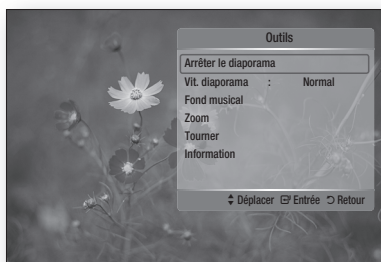 Outils
Arrêter le diaporama
Vit. diaporama : Normal
Fond musical
Zoom
Tourner
Information
Déplacer Entrée Retour